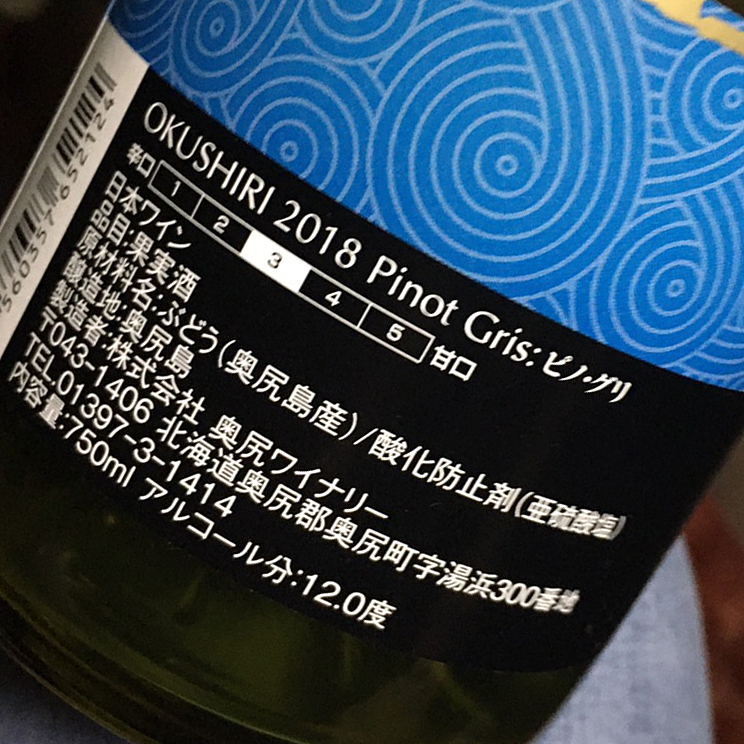 OKUSHIRI 2018 Pinot Gris:ピノ・グリ
辛口 1 2 3 4 5 甘口
日本ワイン
品目:果実酒
原材料名:ぶどう(奥尻島産)/酸化防止剤(亜硫酸塩)
醸造地:奥尻島
製造者:株式会社 奥尻ワイナリー
〒043-1406 北海道奥尻郡奥尻町字湯浜300番地
TEL.01397-3-1414
内容量:750ml アルコール分:12.0度
560357 652124